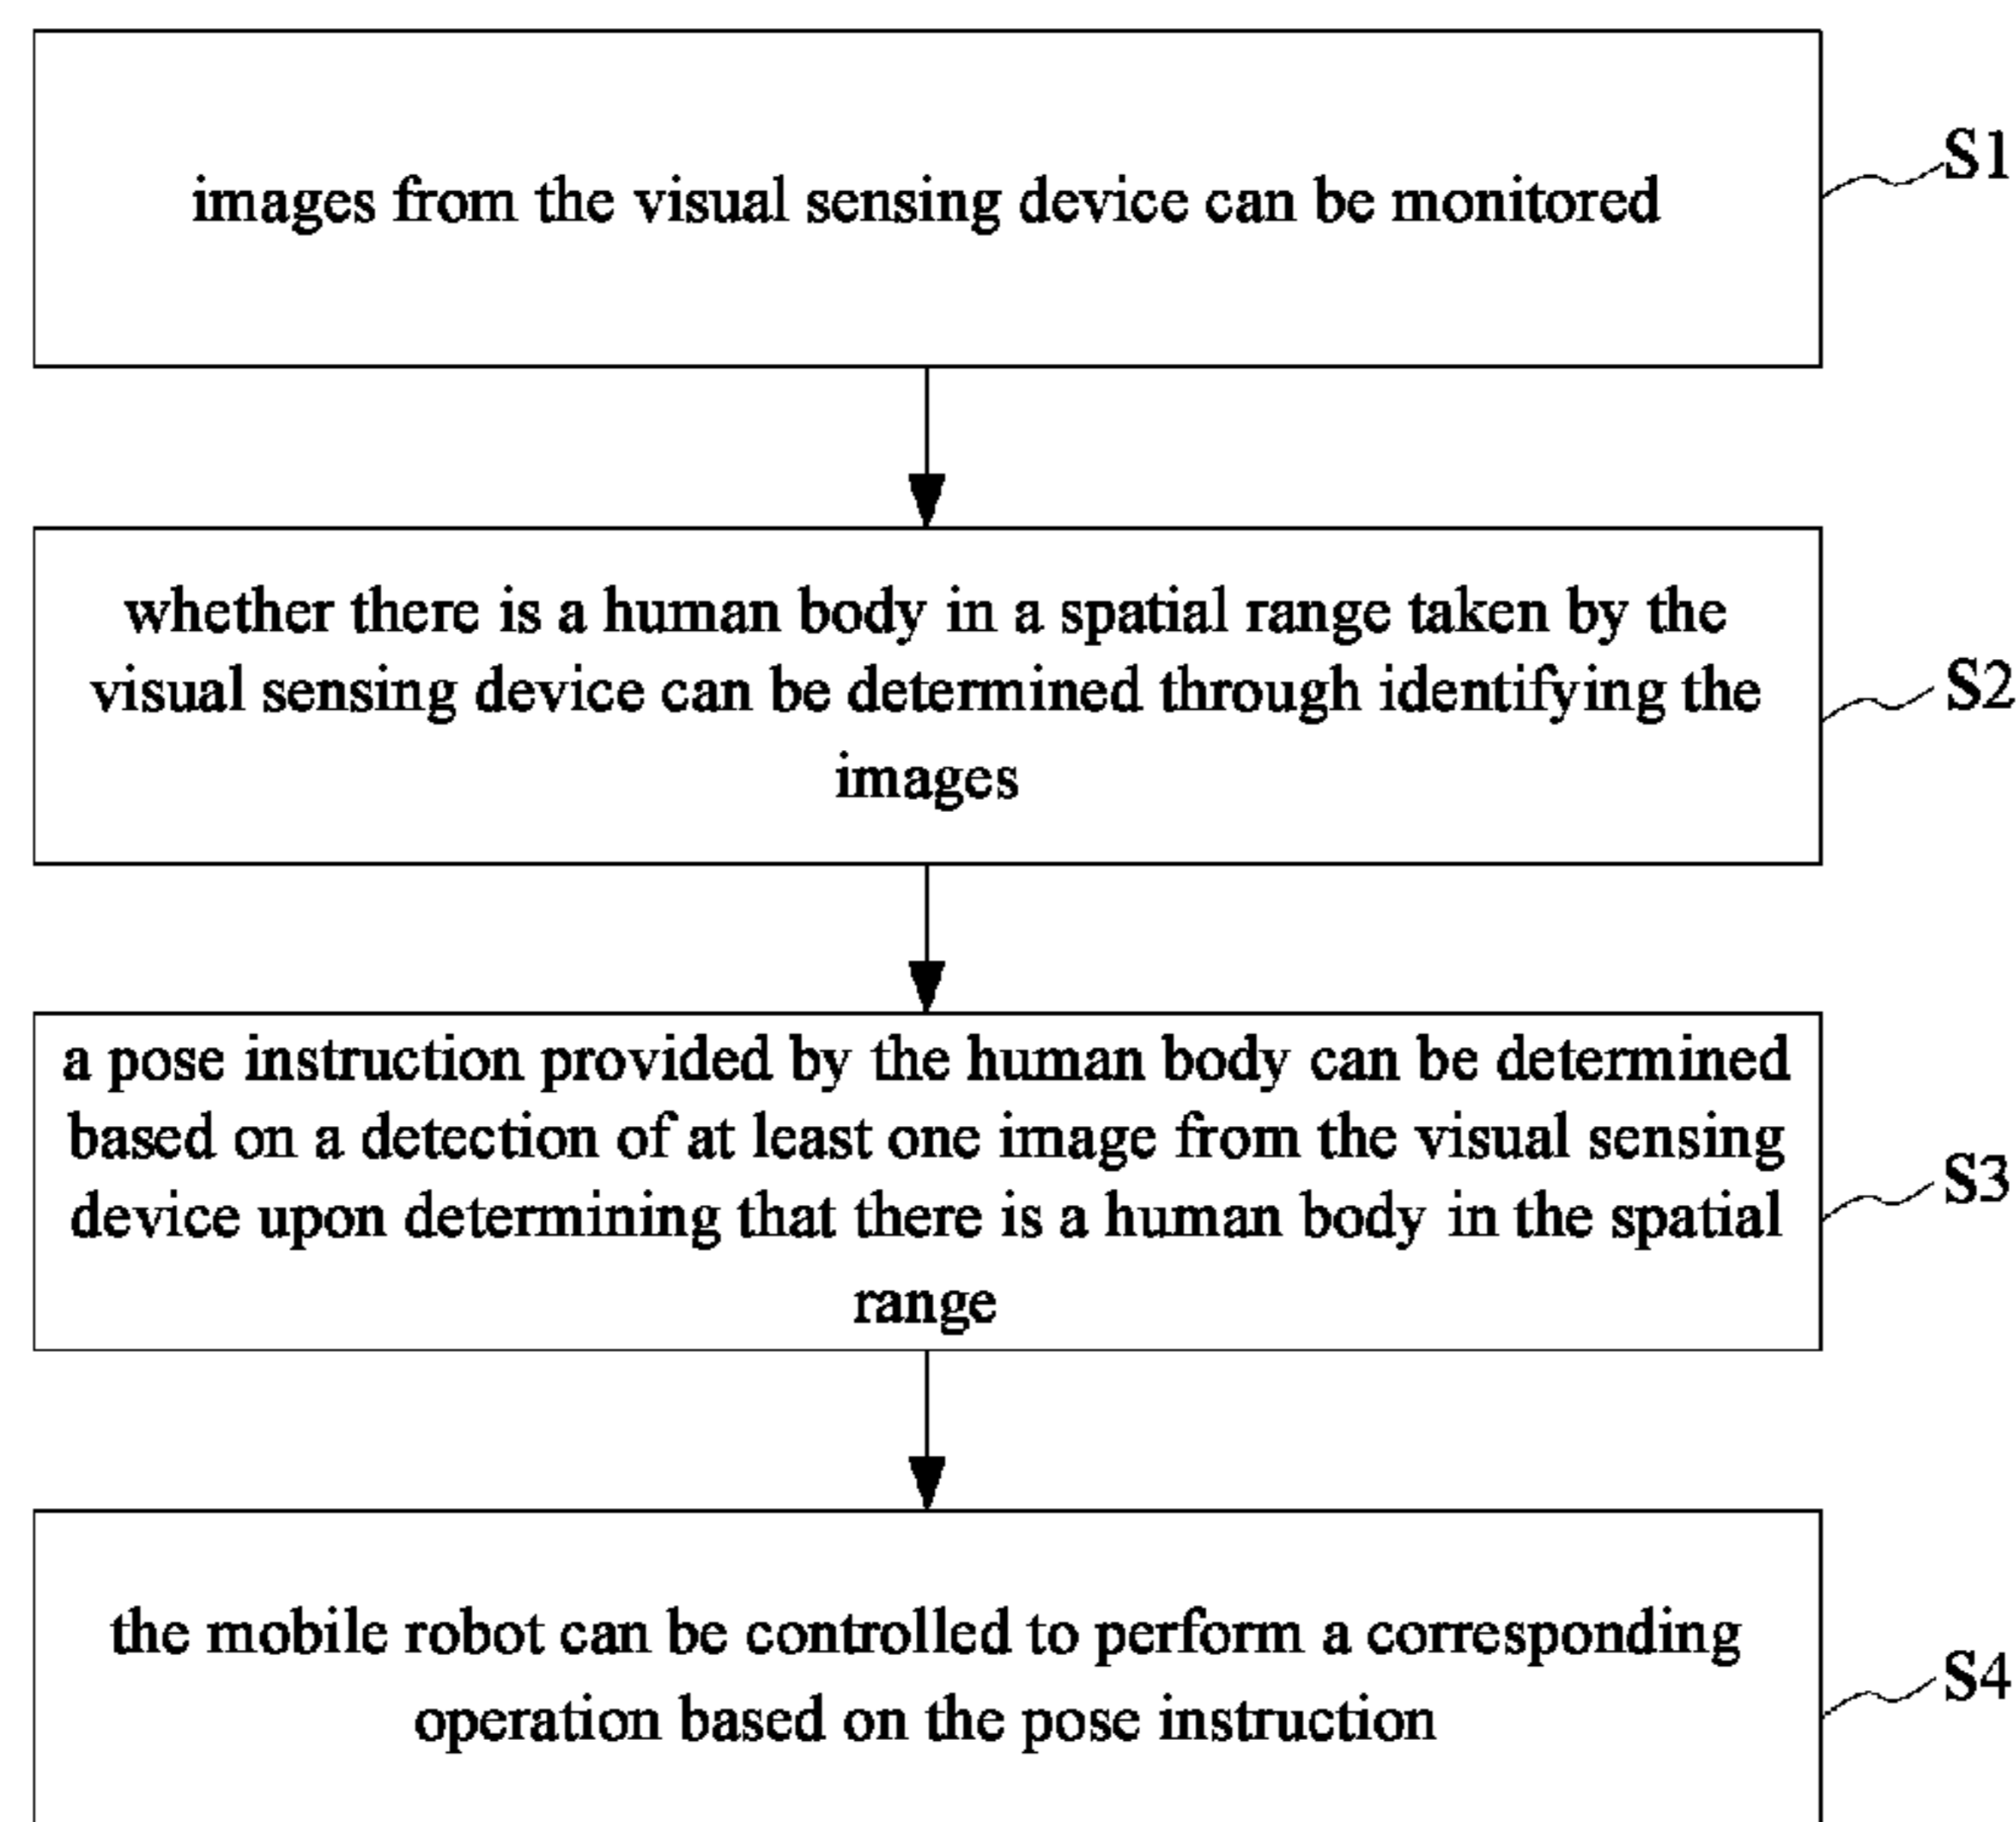 images from the visual sensing device can be monitored
S1
whether there is a human body in a spatial range taken by the
visual sensing device can be determined through identifying the
images
S2
a pose instruction provided by the human body can be determined
based on a detection of at least one image from the visual sensing
device upon determining that there is a human body in the spatial
range
S3
the mobile robot can be controlled to perform a corresponding
operation based on the pose instruction
S4